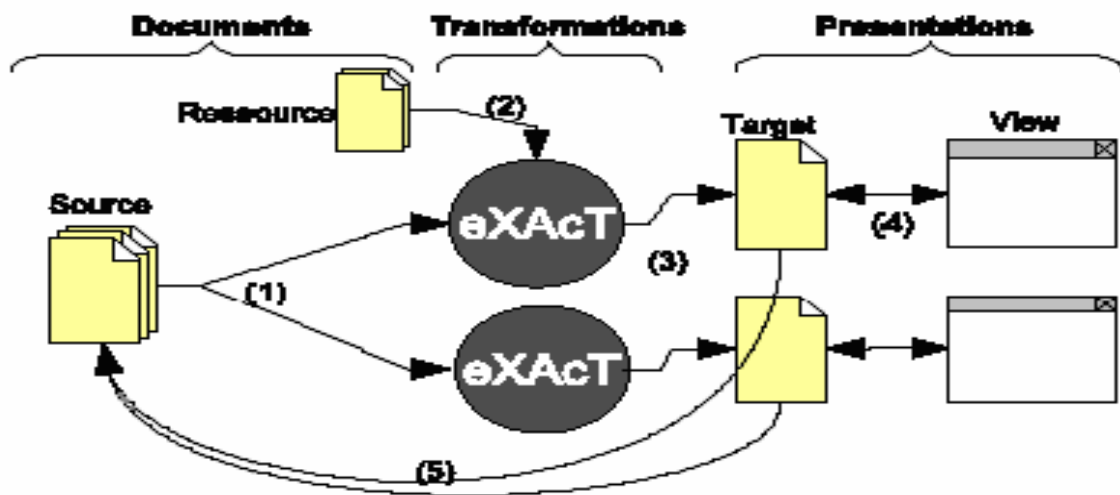 Documents
Transformations
Presentations
Ressource
(2)
Target
View
Source
eXAcT
(4)
(3)
(1)
eXAcT
(5)